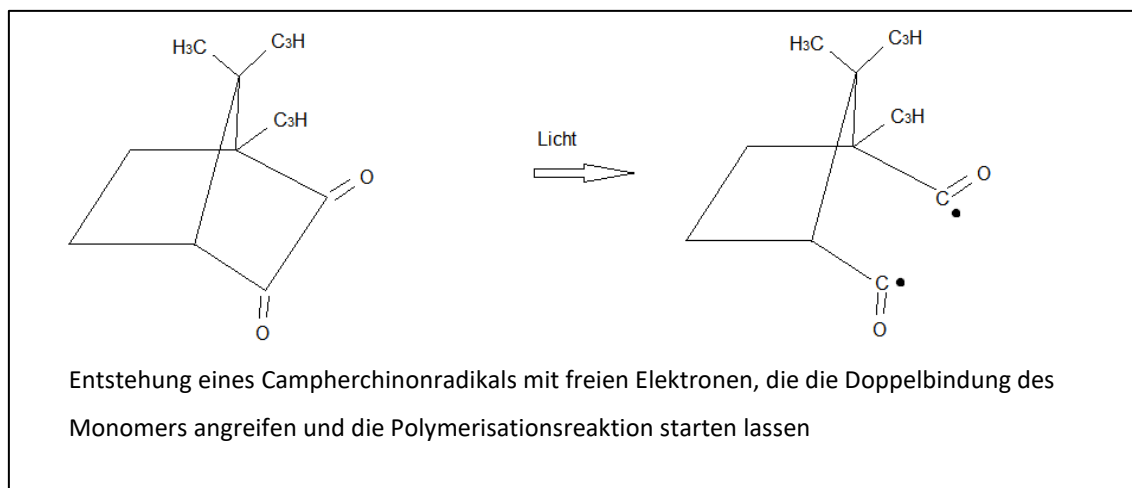 H₃C C₃H H₃C C₃H
C₃H C₃H
Licht
O O
C
C
O O
Entstehung eines Campherchinonradikals mit freien Elektronen, die die Doppelbindung des
Monomers angreifen und die Polymerisationsreaktion starten lassen